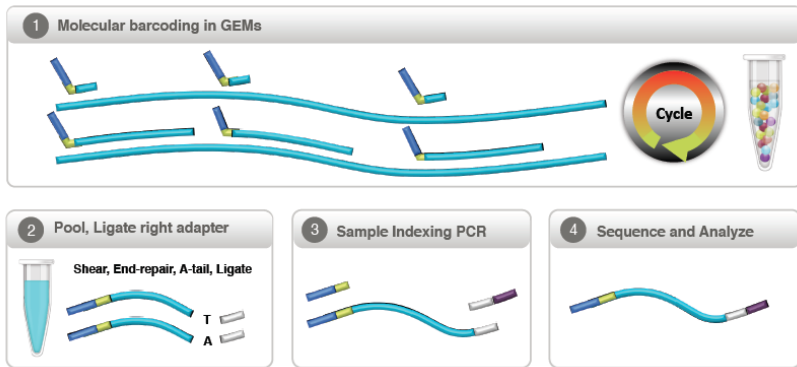 1 Molecular barcoding in GEMs
Cycle
2 Pool, Ligate right adapter
Shear, End-repair, A-tail, Ligate
T
A
3 Sample Indexing PCR
4 Sequence and Analyze